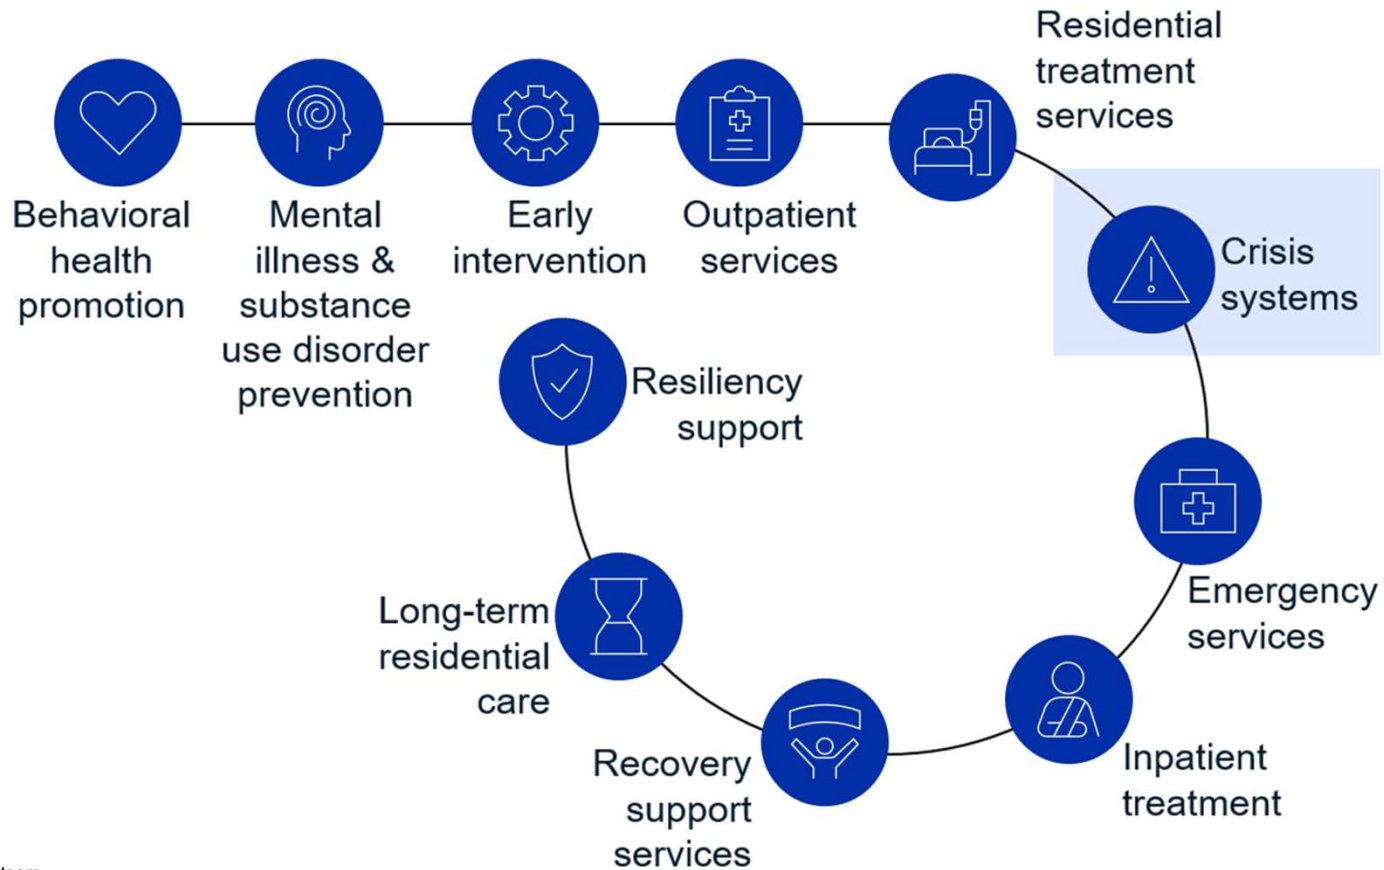 Behavioral
health
promotion
Mental
illness &
substance
use disorder
prevention
Early
intervention
Outpatient
services
Residential
treatment
services
Crisis
systems
Emergency
services
Inpatient
treatment
Recovery
support
services
Long-term
residential
care
Resiliency
support